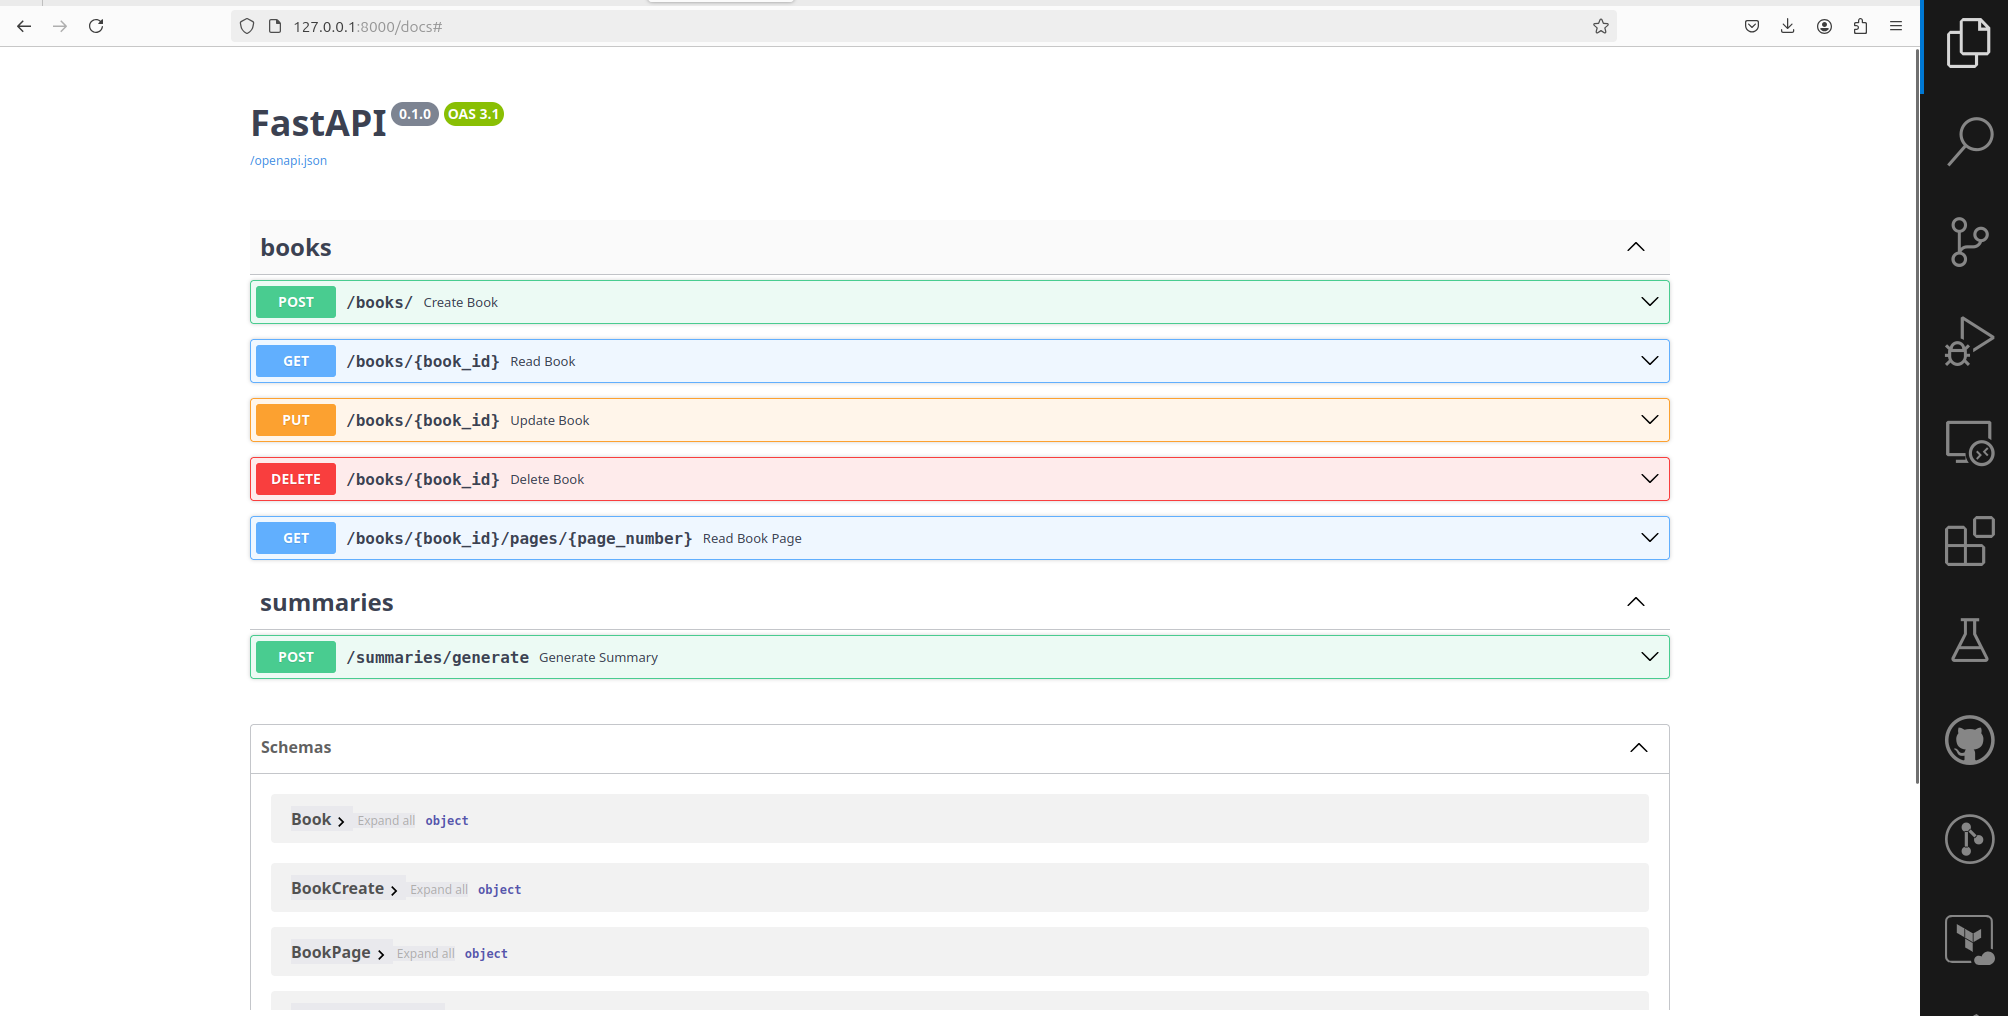 127.0.0.1:8000/docs#
FastAPI 0.1.0 OAS 3.1
/openapi.json
books
POST /books/ Create Book
GET /books/{book_id} Read Book
PUT /books/{book_id} Update Book
DELETE /books/{book_id} Delete Book
GET /books/{book_id}/pages/{page_number} Read Book Page
summaries
POST /summaries/generate Generate Summary
Schemas
Book Expand all object
BookCreate Expand all object
BookPage Expand all object